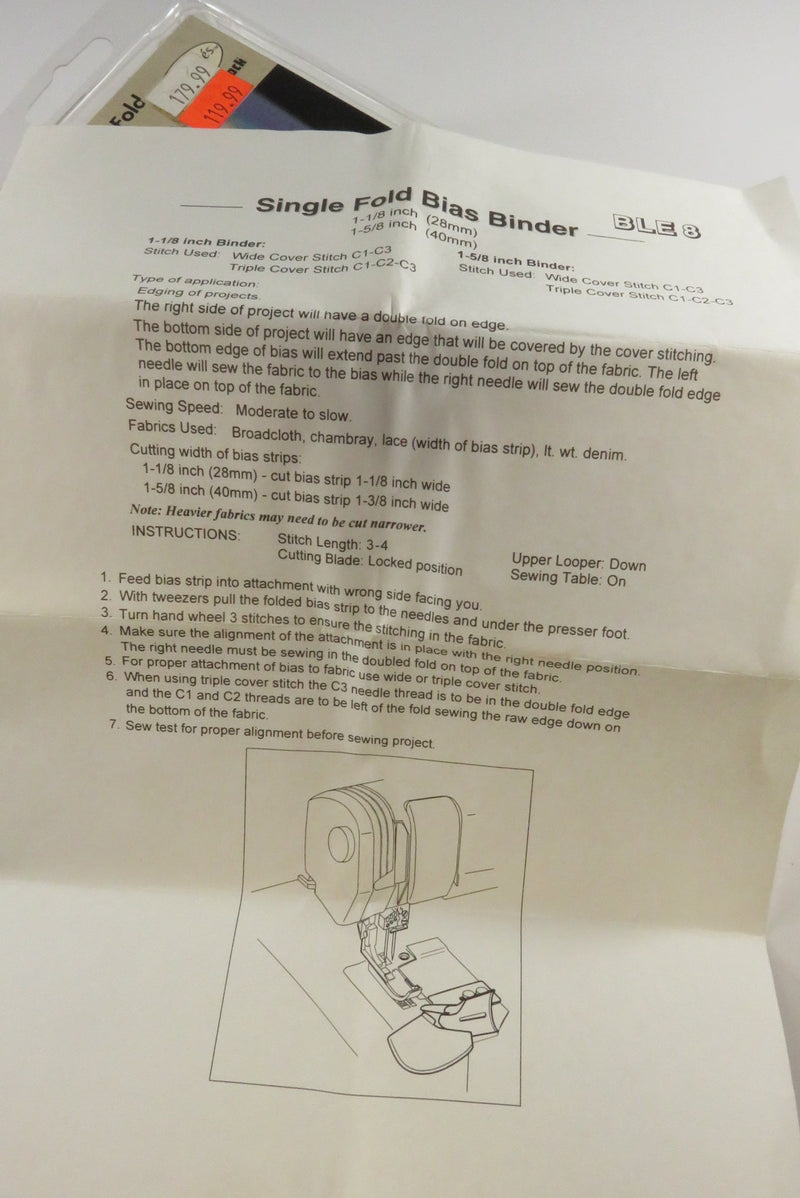 és.
179.99
ack
119.99
Fold
Single Fold Bias Binder BLE8
1-1/8 inch (28mm)
1-5/8 inch (40mm)
1-1/8 inch Binder:
Stitch Used: Wide Cover Stitch C1-C3
Triple Cover Stitch C1-C2-C3
1-5/8 inch Binder:
Stitch Used: Wide Cover Stitch C1-C3
Triple Cover Stitch C1-C2-C3
Type of application:
Edging of projects.
The right side of project will have a double fold on edge.
The bottom side of project will have an edge that will be covered by the cover stitching.
The bottom edge of bias will extend past the double fold on top of the fabric. The left
needle will sew the fabric to the bias while the right needle will sew the double fold edge
in place on top of the fabric.
Sewing Speed: Moderate to slow.
Fabrics Used: Broadcloth, chambray, lace (width of bias strip), lt. wt. denim.
Cutting width of bias strips:
1-1/8 inch (28mm) - cut bias strip 1-1/8 inch wide
1-5/8 inch (40mm) - cut bias strip 1-3/8 inch wide
Note: Heavier fabrics may need to be cut narrower.
INSTRUCTIONS: Stitch Length: 3-4 Upper Looper: Down
Cutting Blade: Locked position Sewing Table: On
1. Feed bias strip into attachment with wrong side facing you.
2. With tweezers pull the folded bias strip to the needles and under the presser foot.
3. Turn hand wheel 3 stitches to ensure the stitching in the fabric.
4. Make sure the alignment of the attachment is in place with the right needle position.
The right needle must be sewing in the doubled fold on top of the fabric.
5. For proper attachment of bias to fabric use wide or triple cover stitch.
6. When using triple cover stitch the C3 needle thread is to be in the double fold edge
and the C1 and C2 threads are to be left of the fold sewing the raw edge down on
the bottom of the fabric.
7. Sew test for proper alignment before sewing project.